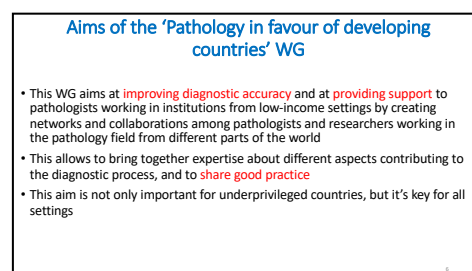 Aims of the ‘Pathology in favour of developing
countries’ WG
• This WG aims at improving diagnostic accuracy and at providing support to
pathologists working in institutions from low-income settings by creating
networks and collaborations among pathologists and researchers working in
the pathology field from different parts of the world
• This allows to bring together expertise about different aspects contributing to
the diagnostic process, and to share good practice
• This aim is not only important for underprivileged countries, but it’s key for all
settings